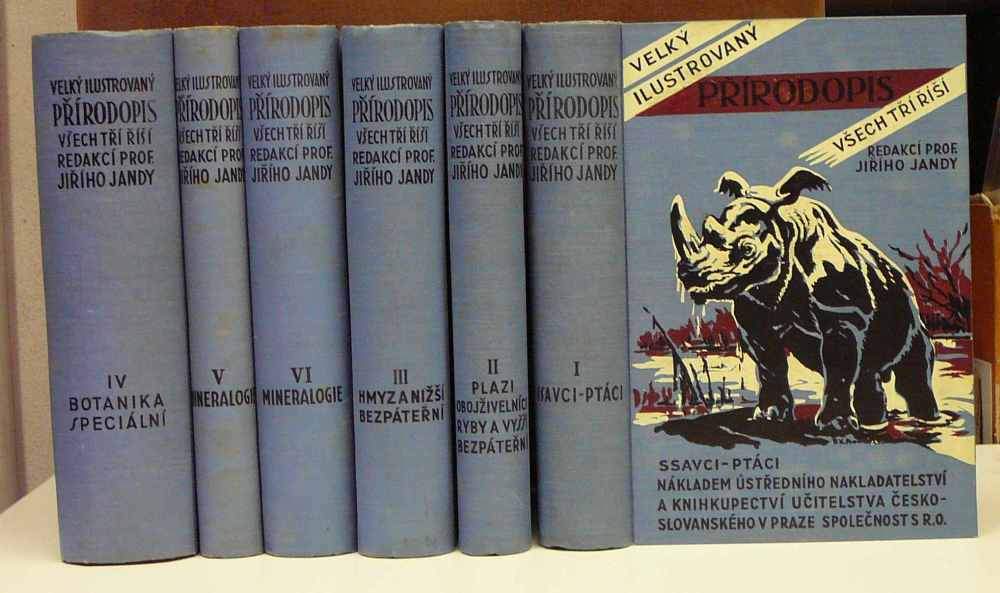 VELKÝ ILUSTROVANÝ
PŘÍRODOPIS
VŠECH TŘÍ ŘÍŠÍ
REDAKCÍ PROF.
JIŘÍHO JANDY
IV
BOTANIKA
SPECIÁLNÍ
VELKÝ ILUSTROVANÝ
PŘÍRODOPIS
VŠECH TŘÍ ŘÍŠÍ
REDAKCÍ PROF.
JIŘÍHO JANDY
V
MINERALOGIE
VELKÝ ILUSTROVANÝ
PŘÍRODOPIS
VŠECH TŘÍ ŘÍŠÍ
REDAKCÍ PROF.
JIŘÍHO JANDY
VI
MINERALOGIE
VELKÝ ILUSTROVANÝ
PŘÍRODOPIS
VŠECH TŘÍ ŘÍŠÍ
REDAKCÍ PROF.
JIŘÍHO JANDY
III
HMYZ A NIŽŠÍ
BEZPÁTEŘNÍ
VELKÝ ILUSTROVANÝ
PŘÍRODOPIS
VŠECH TŘÍ ŘÍŠÍ
REDAKCÍ PROF.
JIŘÍHO JANDY
II
PLAZI
OBOJŽIVELNÍCI
RYBY A VYŠŠÍ
BEZPÁTEŘNÍ
VELKÝ ILUSTROVANÝ
PŘÍRODOPIS
VŠECH TŘÍ ŘÍŠÍ
REDAKCÍ PROF.
JIŘÍHO JANDY
I
SSAVCI-PTÁCI
VELKÝ
ILUSTROVANÝ
PŘÍRODOPIS
VŠECH TŘÍ ŘÍŠÍ
REDAKCÍ PROF.
JIŘÍHO JANDY
SSAVCI-PTÁCI
NÁKLADEM ÚSTŘEDNÍHO NAKLADATELSTVÍ
A KNIHKUPECTVÍ UČITELSTVA ČESKO-
SLOVANSKÉHO V PRAZE SPOLEČNOST S R.O.